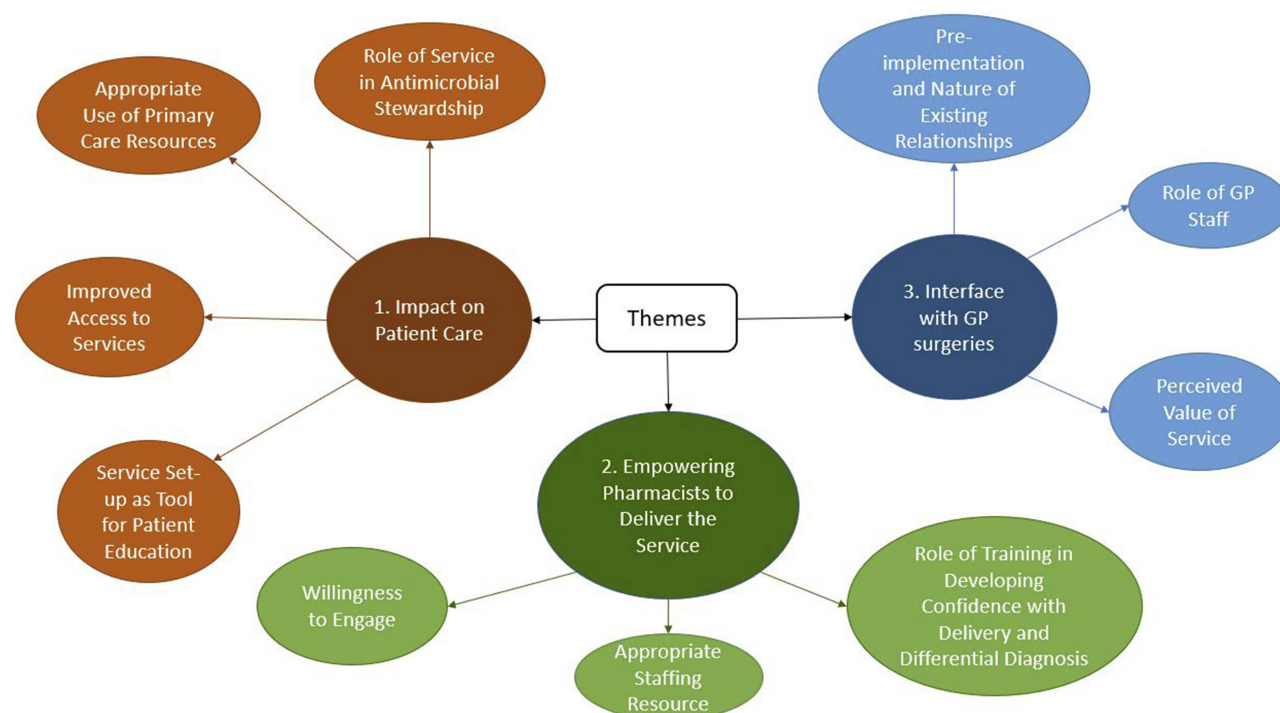 Themes
1. Impact on
Patient Care
Role of Service
in Antimicrobial
Stewardship
Appropriate
Use of Primary
Care Resources
Improved
Access to
Services
Service Set-
up as Tool
for Patient
Education
2. Empowering
Pharmacists to
Deliver the
Service
Willingness
to Engage
Appropriate
Staffing
Resource
Role of Training in
Developing
Confidence with
Delivery and
Differential Diagnosis
3. Interface
with GP
surgeries
Pre-
implementation
and Nature of
Existing
Relationships
Role of GP
Staff
Perceived
Value of
Service